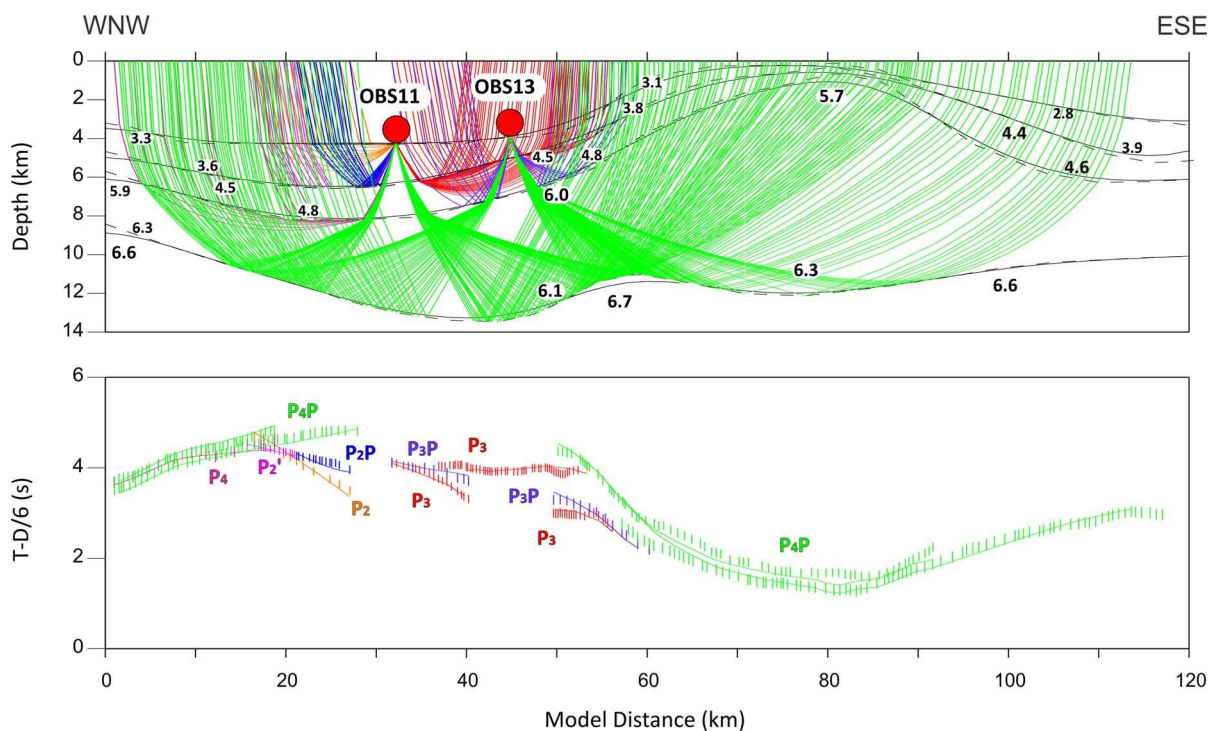 WNW ESE
0
2
4
6
8
10
12
14
Depth (km)
OBS11 OBS13
3.1
3.8
5.7
2.8
4.4
3.9
4.6
3.3
3.6
4.5
4.8
5.9
6.3
6.6
4.5
4.8
6.0
6.3
6.1
6.7
6.6
6
4
2
0
T-D/6 (s)
P₄P
P₄
P₂'
P₂P
P₂
P₃P
P₃
P₃
P₃P
P₃
P₄P
0 20 40 60 80 100 120
Model Distance (km)